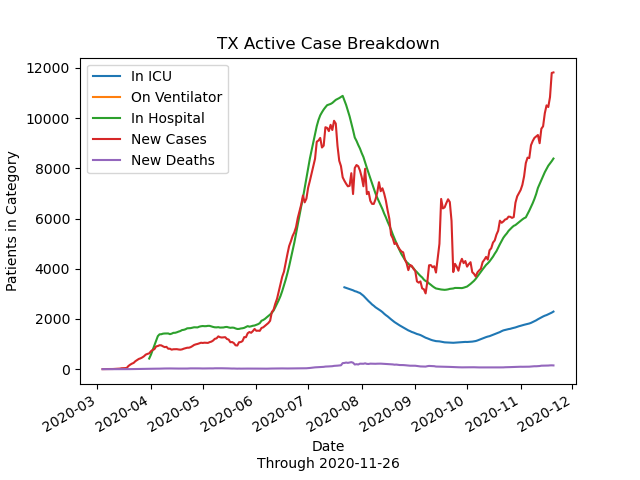 TX Active Case Breakdown
12000
10000
8000
6000
4000
2000
0
Patients in Category
In ICU
On Ventilator
In Hospital
New Cases
New Deaths
2020-03
2020-04
2020-05
2020-06
2020-07
2020-08
2020-09
2020-10
2020-11
2020-12
Date
Through 2020-11-26